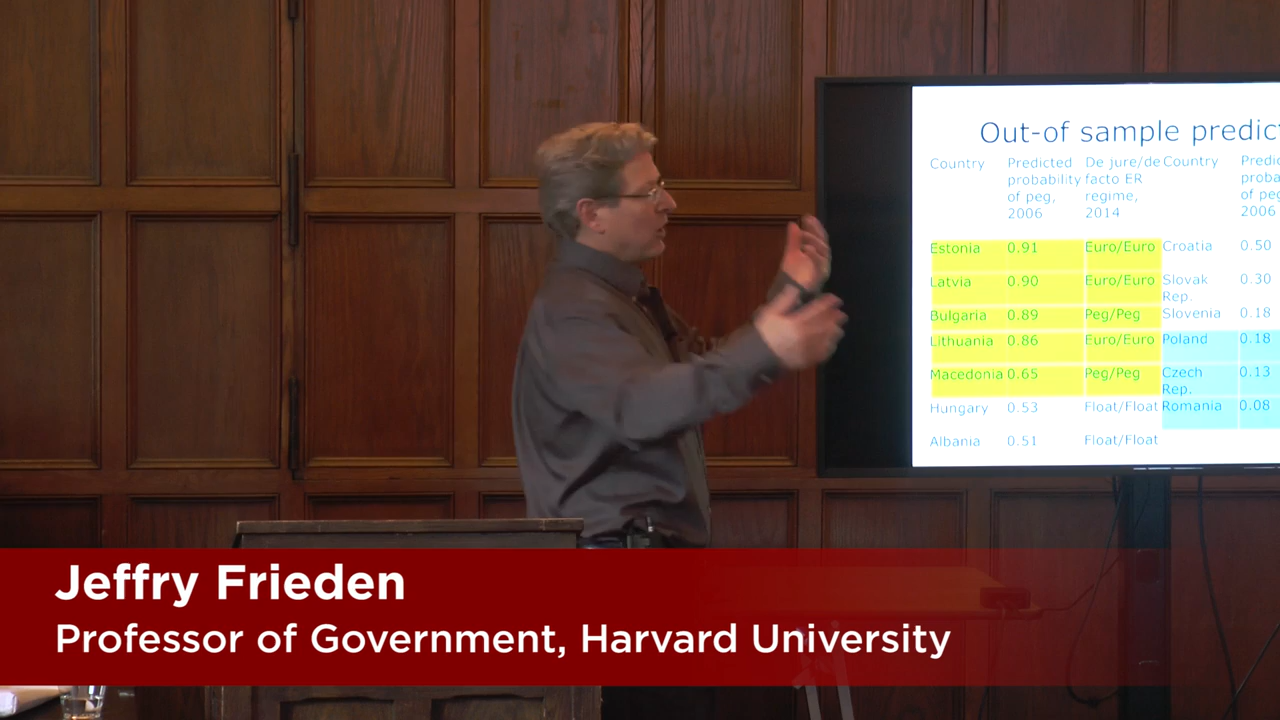 Out-of sample predic
Country Predicted probability of peg, 2006 De jure/de facto ER regime, 2014 Country
Estonia 0.91 Euro/Euro Croatia 0.50
Latvia 0.90 Euro/Euro Slovak Rep. 0.30
Bulgaria 0.89 Peg/Peg Slovenia 0.18
Lithuania 0.86 Euro/Euro Poland 0.18
Macedonia 0.65 Peg/Peg Czech Rep. 0.13
Hungary 0.53 Float/Float Romania 0.08
Albania 0.51 Float/Float
Jeffry Frieden
Professor of Government, Harvard University